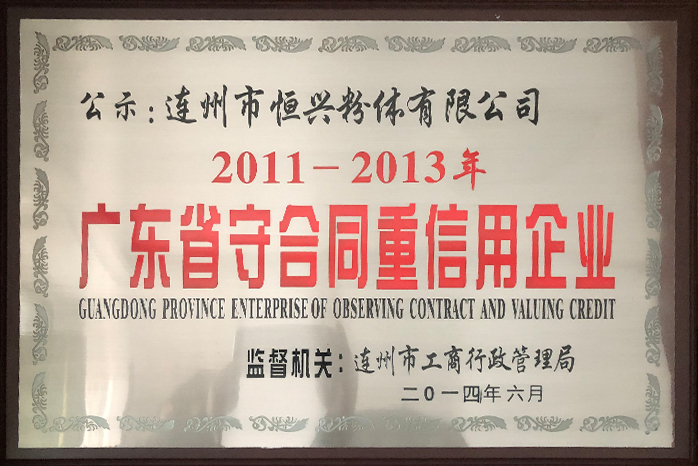 公示：连州市恒兴粉体有限公司
2011－2013年
广东省守合同重信用企业
GUANGDONG PROVINCE ENTERPRISE OF OBSERVING CONTRACT AND VALUING CREDIT
监督机关：连州市工商行政管理局
二0一四年六月